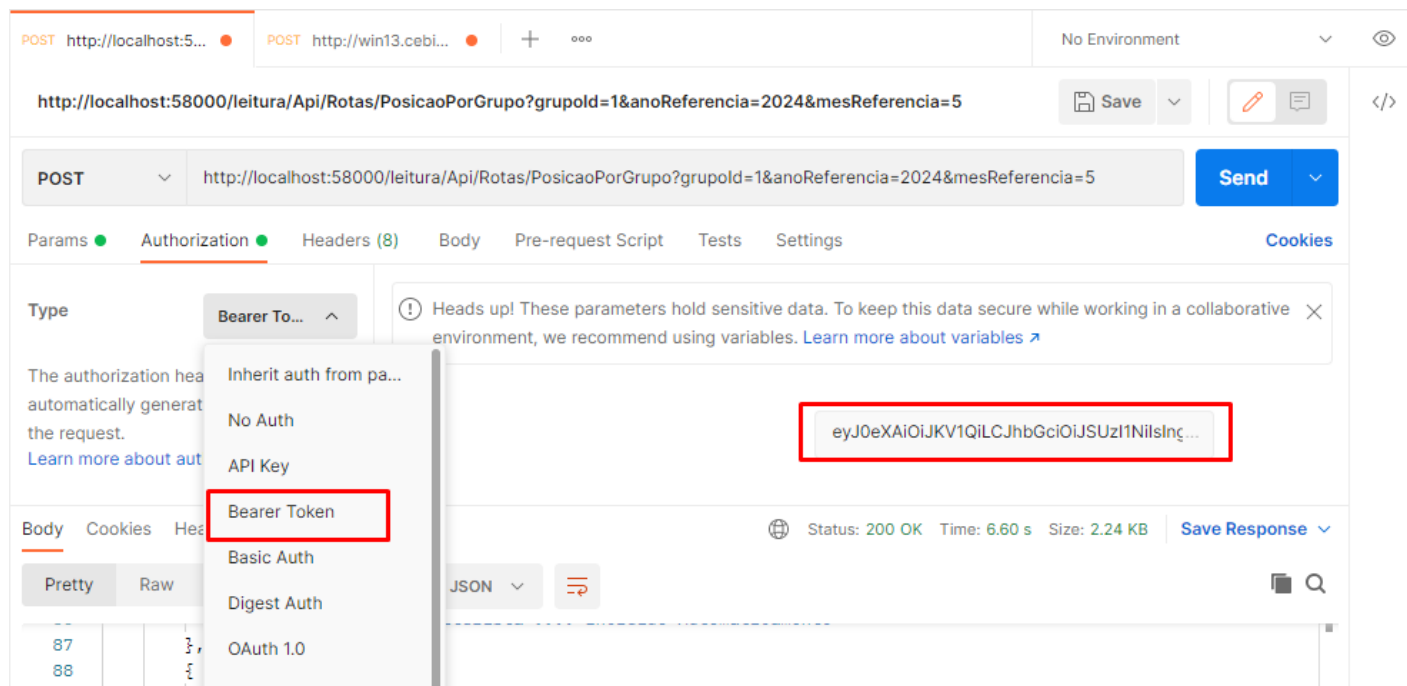 POST http://localhost:5... POST http://win13.cebi... No Environment
http://localhost:58000/leitura/Api/Rotas/PosicaoPorGrupo?grupoId=1&anoReferencia=2024&mesReferencia=5 Save
POST http://localhost:58000/leitura/Api/Rotas/PosicaoPorGrupo?grupoId=1&anoReferencia=2024&mesReferencia=5 Send
Params Authorization Headers (8) Body Pre-request Script Tests Settings Cookies
Type Bearer To...
Heads up! These parameters hold sensitive data. To keep this data secure while working in a collaborative
environment, we recommend using variables. Learn more about variables
The authorization hea
automatically generat
the request.
Learn more about aut
Inherit auth from pa...
No Auth
API Key
Bearer Token
Basic Auth
Digest Auth
OAuth 1.0
eyJ0eXAiOiJKV1QiLCJhbGciOiJSUzI1NiIsIng...
Body Cookies Hea Status: 200 OK Time: 6.60 s Size: 2.24 KB Save Response
Pretty Raw JSON
87 },
88 {